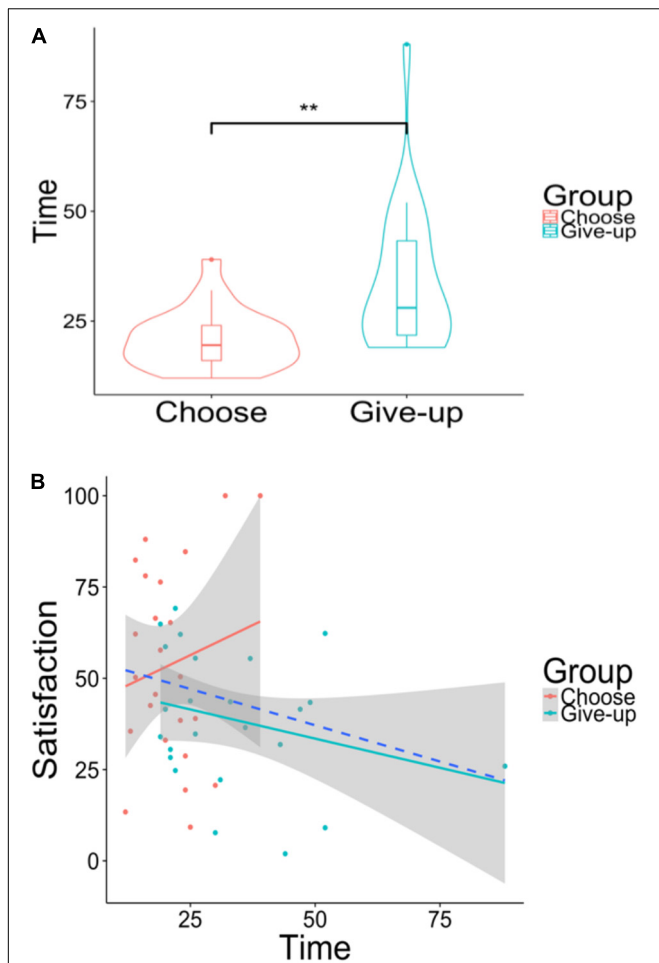 A
**
75
50
25
Time
Choose
Give-up
Group
Choose
Give-up
B
100
75
50
25
0
Satisfaction
25
50
75
Time
Group
Choose
Give-up